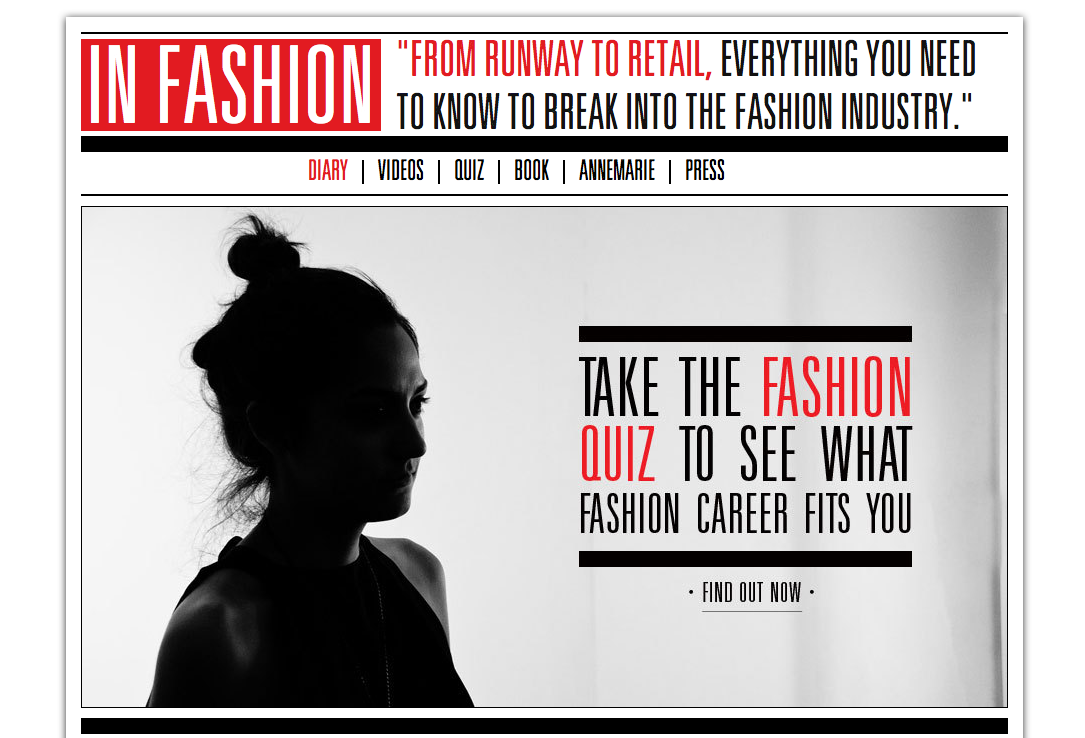 IN FASHION
"FROM RUNWAY TO RETAIL, EVERYTHING YOU NEED
TO KNOW TO BREAK INTO THE FASHION INDUSTRY."
DIARY | VIDEOS | QUIZ | BOOK | ANNEMARIE | PRESS
TAKE THE FASHION
QUIZ TO SEE WHAT
FASHION CAREER FITS YOU
• FIND OUT NOW •